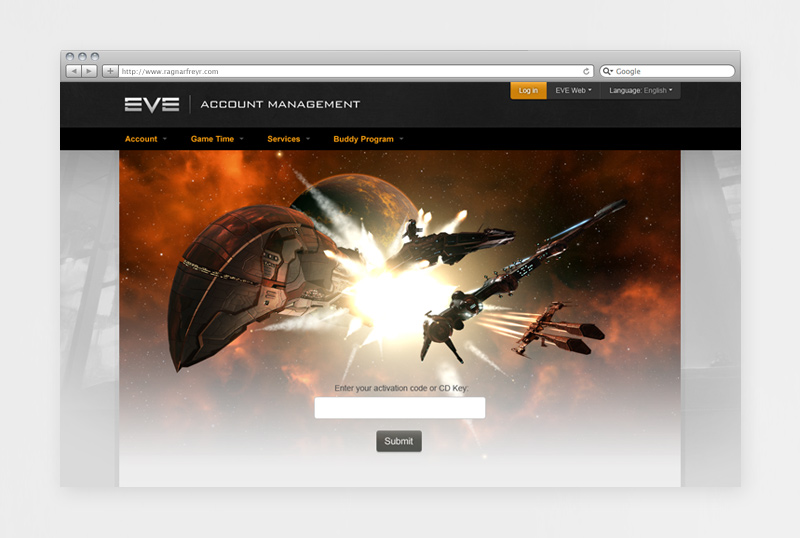 http://www.ragnarfreyr.com
Google
Log in
EVE Web
Language: English
EVE
ACCOUNT MANAGEMENT
Account
Game Time
Services
Buddy Program
Enter your activation code or CD Key:
Submit